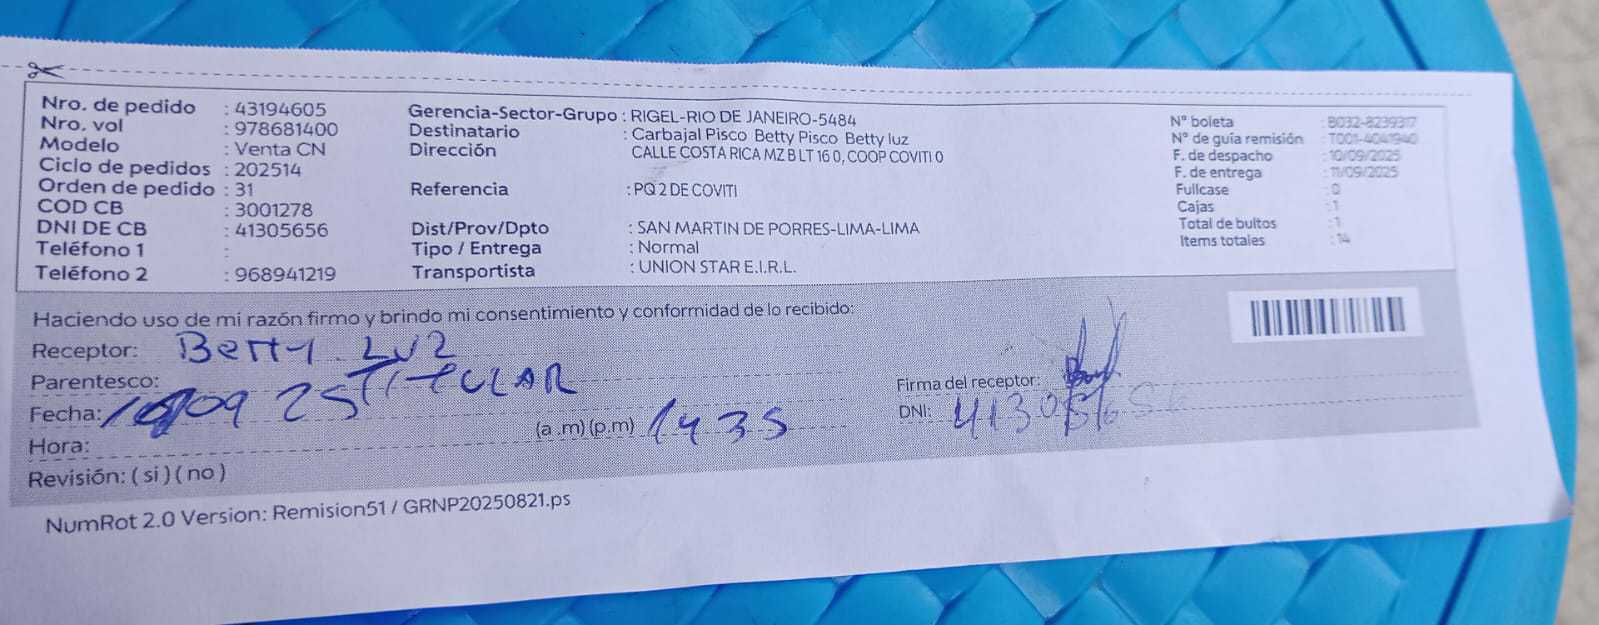 Nro. de pedido : 43194605
Nro. vol : 978681400
Modelo : Venta CN
Ciclo de pedidos : 202514
Orden de pedido : 31
COD CB : 3001278
DNI DE CB : 41305656
Teléfono 1 :
Teléfono 2 : 968941219
Gerencia-Sector-Grupo : RIGEL-RIO DE JANEIRO-5484
Destinatario : Carbajal Pisco Betty Pisco Betty luz
Dirección CALLE COSTA RICA MZ B LT 16 0, COOP COVITI 0
Referencia : PQ 2 DE COVITI
Dist/Prov/Dpto : SAN MARTIN DE PORRES-LIMA-LIMA
Tipo / Entrega : Normal
Transportista : UNION STAR E.I.R.L.
N° boleta : B032-8239317
N° de guía remisión : T001-4041940
F. de despacho : 10/09/2025
F. de entrega : 11/09/2025
Fullcase : 0
Cajas : 1
Total de bultos : 1
Items totales : 14
Haciendo uso de mi razón firmo y brindo mi consentimiento y conformidad de lo recibido:
Receptor: Betty Luz
Parentesco: TITULAR
Fecha: 09 25
Hora: (a .m) (p.m) 1435
Revisión: ( si ) ( no )
Firma del receptor:
DNI: 41305656
NumRot 2.0 Version: Remision51 / GRNP20250821.ps